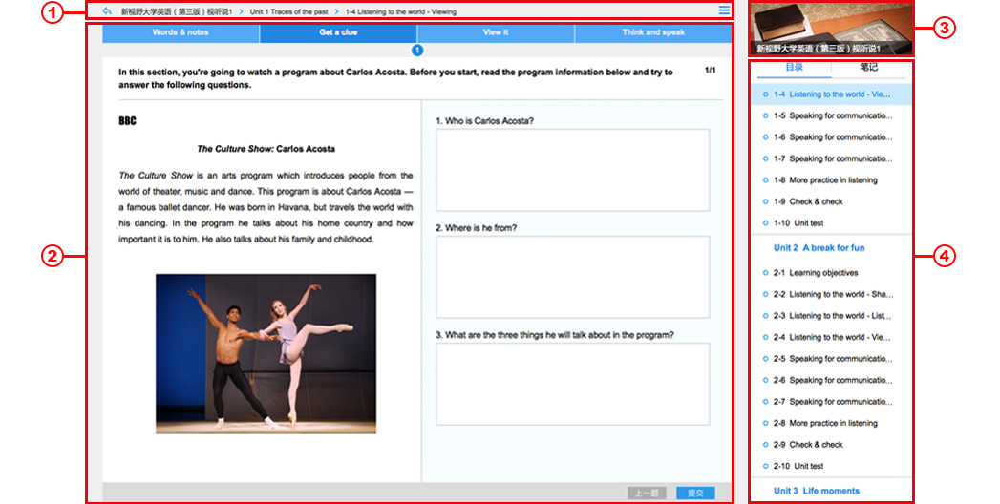 1
新视野大学英语（第三版）视听说1 > Unit 1 Traces of the past > 1-4 Listening to the world - Viewing
2
Words & notes
Get a clue
View it
Think and speak
1
In this section, you're going to watch a program about Carlos Acosta. Before you start, read the program information below and try to
answer the following questions.
1/1
BBC
The Culture Show: Carlos Acosta
The Culture Show is an arts program which introduces people from the
world of theater, music and dance. This program is about Carlos Acosta —
a famous ballet dancer. He was born in Havana, but travels the world with
his dancing. In the program he talks about his home country and how
important it is to him. He also talks about his family and childhood.
1. Who is Carlos Acosta?
2. Where is he from?
3. What are the three things he will talk about in the program?
上一题
提交
3
新视野大学英语（第三版）视听说1
4
目录
笔记
1-4 Listening to the world - Vie...
1-5 Speaking for communicatio...
1-6 Speaking for communicatio...
1-7 Speaking for communicatio...
1-8 More practice in listening
1-9 Check & check
1-10 Unit test
Unit 2 A break for fun
2-1 Learning objectives
2-2 Listening to the world - Sha...
2-3 Listening to the world - List...
2-4 Listening to the world - Vie...
2-5 Speaking for communicatio...
2-6 Speaking for communicatio...
2-7 Speaking for communicatio...
2-8 More practice in listening
2-9 Check & check
2-10 Unit test
Unit 3 Life moments